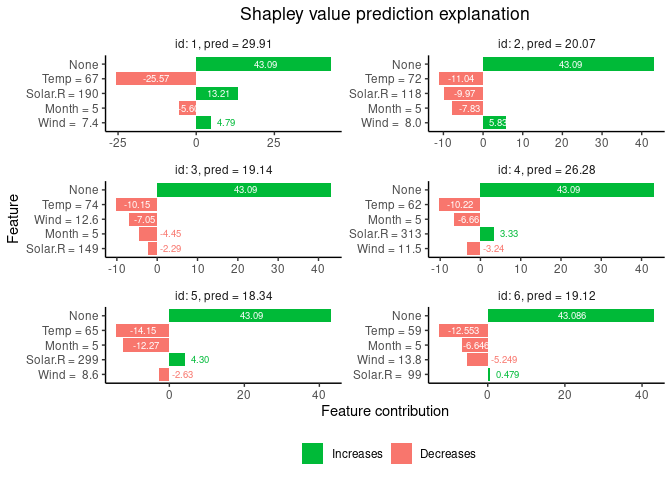 Shapley value prediction explanation
id: 1, pred = 29.91
None 43.09
Temp = 67 -25.57
Solar.R = 190 13.21
Month = 5 -5.60
Wind = 7.4 4.79
-25 0 25
id: 2, pred = 20.07
None 43.09
Temp = 72 -11.04
Solar.R = 118 -9.97
Month = 5 -7.83
Wind = 8.0 5.83
-10 0 10 20 30 40
id: 3, pred = 19.14
None 43.09
Temp = 74 -10.15
Wind = 12.6 -7.05
Month = 5 -4.45
Solar.R = 149 -2.29
-10 0 10 20 30 40
id: 4, pred = 26.28
None 43.09
Temp = 62 -10.22
Month = 5 -6.66
Solar.R = 313 3.33
Wind = 11.5 -3.24
-10 0 10 20 30 40
id: 5, pred = 18.34
None 43.09
Temp = 65 -14.15
Month = 5 -12.27
Solar.R = 299 4.30
Wind = 8.6 -2.63
0 20 40
id: 6, pred = 19.12
None 43.086
Temp = 59 -12.553
Month = 5 -6.646
Wind = 13.8 -5.249
Solar.R = 99 0.479
0 20 40
Feature
Feature contribution
Increases Decreases